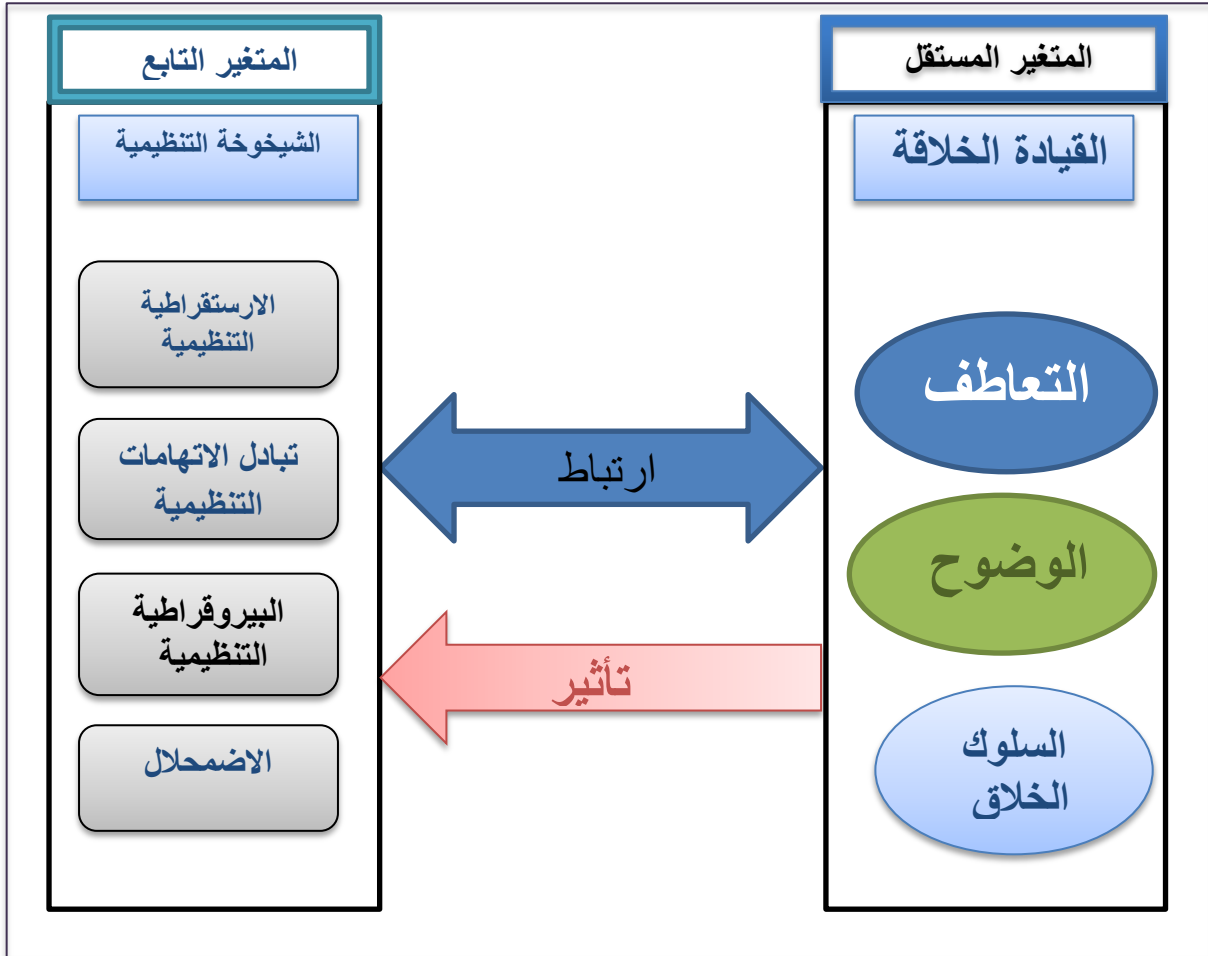 المتغير المستقل
القيادة الخلاقة
التعاطف
الوضوح
السلوك
الخلاق
ارتباط
تأثير
المتغير التابع
الشيخوخة التنظيمية
الارستقراطية
التنظيمية
تبادل الاتهامات
التنظيمية
البيروقراطية
التنظيمية
الاضمحلال